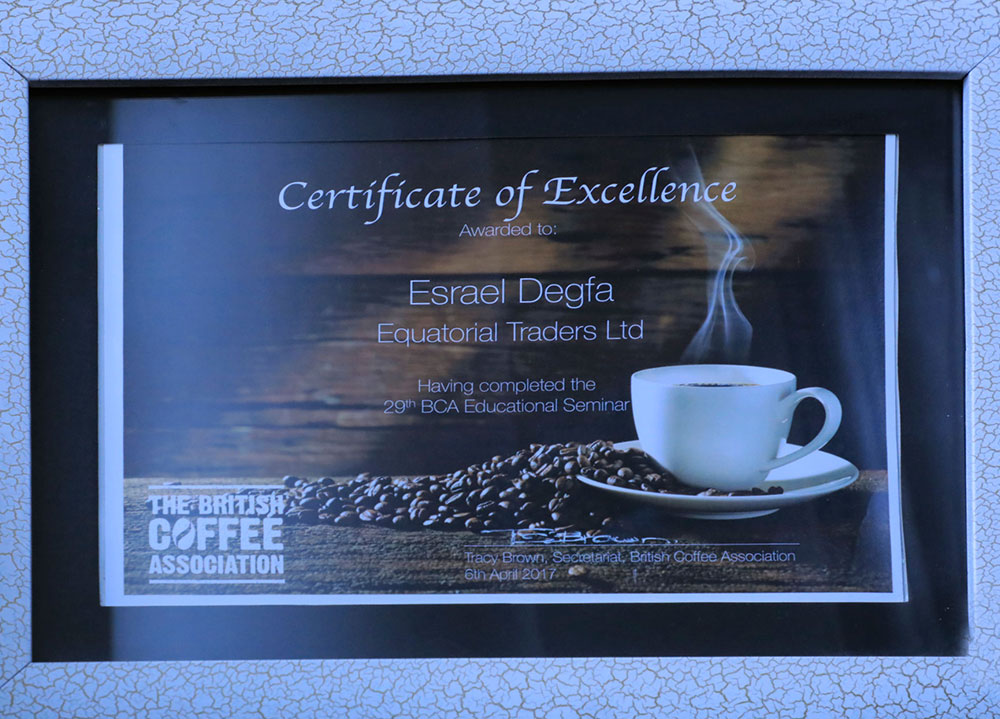 Certificate of Excellence
Awarded to:
Esrael Degfa
Equatorial Traders Ltd
Having completed the
29th BCA Educational Seminar
THE BRITISH
COFFEE
ASSOCIATION
T S Brown.
Tracy Brown, Secretariat, British Coffee Association
6th April 2017